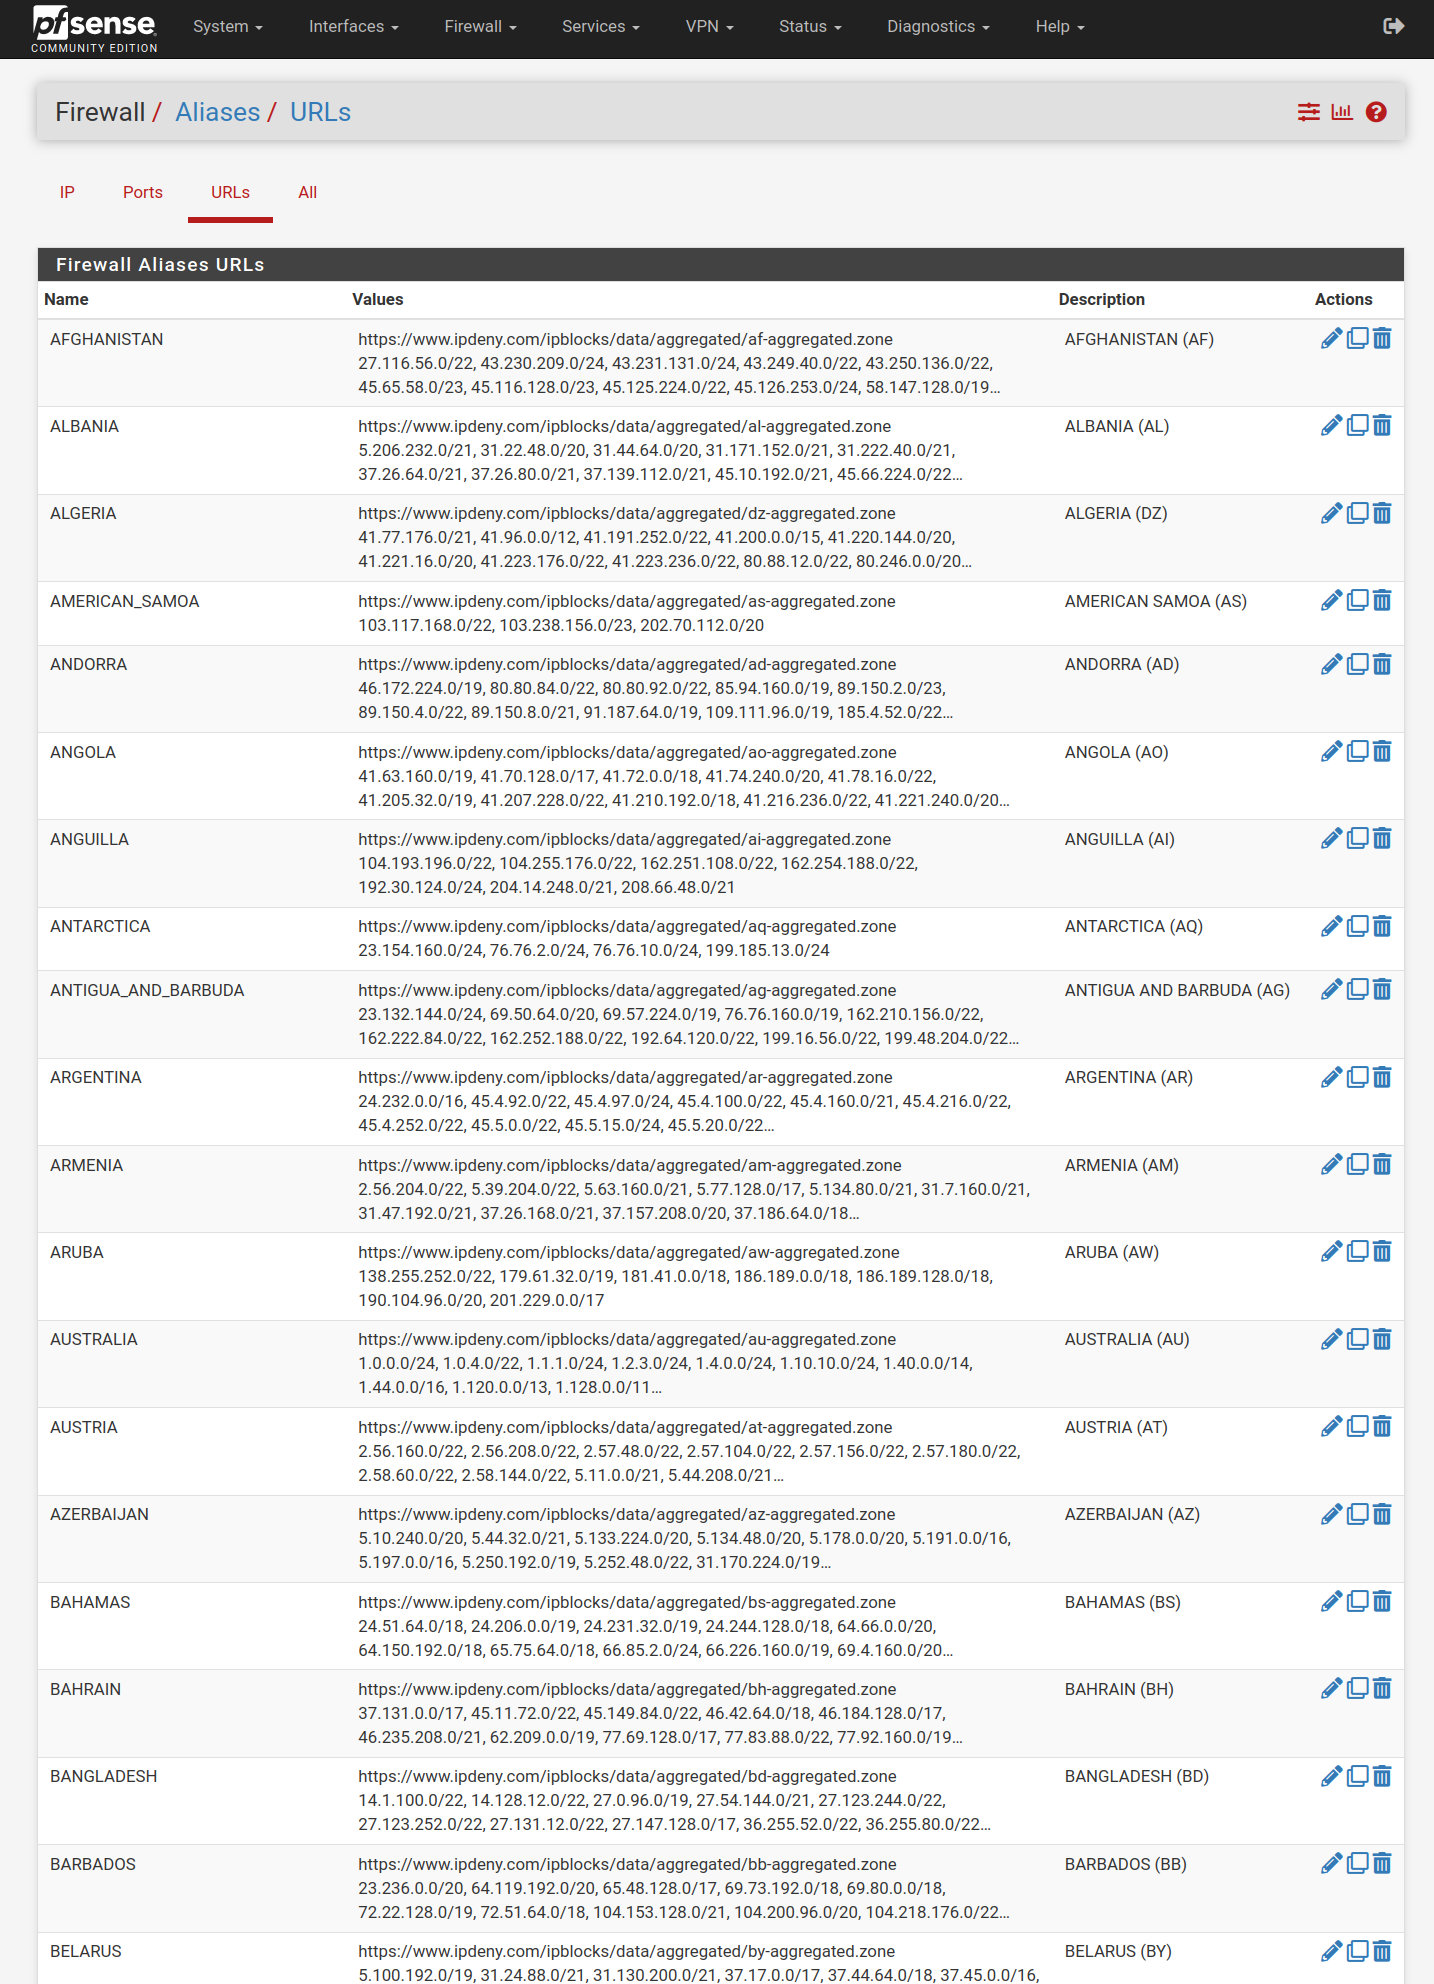 pfsense
COMMUNITY EDITION
System Interfaces Firewall Services VPN Status Diagnostics Help
Firewall / Aliases / URLs
IP Ports URLs All
Firewall Aliases URLs
Name Values Description Actions
AFGHANISTAN https://www.ipdeny.com/ipblocks/data/aggregated/af-aggregated.zone AFGHANISTAN (AF)
27.116.56.0/22, 43.230.209.0/24, 43.231.131.0/24, 43.249.40.0/22, 43.250.136.0/22,
45.65.58.0/23, 45.116.128.0/23, 45.125.224.0/22, 45.126.253.0/24, 58.147.128.0/19...
ALBANIA https://www.ipdeny.com/ipblocks/data/aggregated/al-aggregated.zone ALBANIA (AL)
5.206.232.0/21, 31.22.48.0/20, 31.44.64.0/20, 31.171.152.0/21, 31.222.40.0/21,
37.26.64.0/21, 37.26.80.0/21, 37.139.112.0/21, 45.10.192.0/21, 45.66.224.0/22...
ALGERIA https://www.ipdeny.com/ipblocks/data/aggregated/dz-aggregated.zone ALGERIA (DZ)
41.77.176.0/21, 41.96.0.0/12, 41.191.252.0/22, 41.200.0.0/15, 41.220.144.0/20,
41.221.16.0/20, 41.223.176.0/22, 41.223.236.0/22, 80.88.12.0/22, 80.246.0.0/20...
AMERICAN_SAMOA https://www.ipdeny.com/ipblocks/data/aggregated/as-aggregated.zone AMERICAN SAMOA (AS)
103.117.168.0/22, 103.238.156.0/23, 202.70.112.0/20
ANDORRA https://www.ipdeny.com/ipblocks/data/aggregated/ad-aggregated.zone ANDORRA (AD)
46.172.224.0/19, 80.80.84.0/22, 80.80.92.0/22, 85.94.160.0/19, 89.150.2.0/23,
89.150.4.0/22, 89.150.8.0/21, 91.187.64.0/19, 109.111.96.0/19, 185.4.52.0/22...
ANGOLA https://www.ipdeny.com/ipblocks/data/aggregated/ao-aggregated.zone ANGOLA (AO)
41.63.160.0/19, 41.70.128.0/17, 41.72.0.0/18, 41.74.240.0/20, 41.78.16.0/22,
41.205.32.0/19, 41.207.228.0/22, 41.210.192.0/18, 41.216.236.0/22, 41.221.240.0/20...
ANGUILLA https://www.ipdeny.com/ipblocks/data/aggregated/ai-aggregated.zone ANGUILLA (AI)
104.193.196.0/22, 104.255.176.0/22, 162.251.108.0/22, 162.254.188.0/22,
192.30.124.0/24, 204.14.248.0/21, 208.66.48.0/21
ANTARCTICA https://www.ipdeny.com/ipblocks/data/aggregated/aq-aggregated.zone ANTARCTICA (AQ)
23.154.160.0/24, 76.76.2.0/24, 76.76.10.0/24, 199.185.13.0/24
ANTIGUA_AND_BARBUDA https://www.ipdeny.com/ipblocks/data/aggregated/ag-aggregated.zone ANTIGUA AND BARBUDA (AG)
23.132.144.0/24, 69.50.64.0/20, 69.57.224.0/19, 76.76.160.0/19, 162.210.156.0/22,
162.222.84.0/22, 162.252.188.0/22, 192.64.120.0/22, 199.16.56.0/22, 199.48.204.0/22...
ARGENTINA https://www.ipdeny.com/ipblocks/data/aggregated/ar-aggregated.zone ARGENTINA (AR)
24.232.0.0/16, 45.4.92.0/22, 45.4.97.0/24, 45.4.100.0/22, 45.4.160.0/21, 45.4.216.0/22,
45.4.252.0/22, 45.5.0.0/22, 45.5.15.0/24, 45.5.20.0/22...
ARMENIA https://www.ipdeny.com/ipblocks/data/aggregated/am-aggregated.zone ARMENIA (AM)
2.56.204.0/22, 5.39.204.0/22, 5.63.160.0/21, 5.77.128.0/17, 5.134.80.0/21, 31.7.160.0/21,
31.47.192.0/21, 37.26.168.0/21, 37.157.208.0/20, 37.186.64.0/18...
ARUBA https://www.ipdeny.com/ipblocks/data/aggregated/aw-aggregated.zone ARUBA (AW)
138.255.252.0/22, 179.61.32.0/19, 181.41.0.0/18, 186.189.0.0/18, 186.189.128.0/18,
190.104.96.0/20, 201.229.0.0/17
AUSTRALIA https://www.ipdeny.com/ipblocks/data/aggregated/au-aggregated.zone AUSTRALIA (AU)
1.0.0.0/24, 1.0.4.0/22, 1.1.1.0/24, 1.2.3.0/24, 1.4.0.0/24, 1.10.10.0/24, 1.40.0.0/14,
1.44.0.0/16, 1.120.0.0/13, 1.128.0.0/11...
AUSTRIA https://www.ipdeny.com/ipblocks/data/aggregated/at-aggregated.zone AUSTRIA (AT)
2.56.160.0/22, 2.56.208.0/22, 2.57.48.0/22, 2.57.104.0/22, 2.57.156.0/22, 2.57.180.0/22,
2.58.60.0/22, 2.58.144.0/22, 5.11.0.0/21, 5.44.208.0/21...
AZERBAIJAN https://www.ipdeny.com/ipblocks/data/aggregated/az-aggregated.zone AZERBAIJAN (AZ)
5.10.240.0/20, 5.44.32.0/21, 5.133.224.0/20, 5.134.48.0/20, 5.178.0.0/20, 5.191.0.0/16,
5.197.0.0/16, 5.250.192.0/19, 5.252.48.0/22, 31.170.224.0/19...
BAHAMAS https://www.ipdeny.com/ipblocks/data/aggregated/bs-aggregated.zone BAHAMAS (BS)
24.51.64.0/18, 24.206.0.0/19, 24.231.32.0/19, 24.244.128.0/18, 64.66.0.0/20,
64.150.192.0/18, 65.75.64.0/18, 66.85.2.0/24, 66.226.160.0/19, 69.4.160.0/20...
BAHRAIN https://www.ipdeny.com/ipblocks/data/aggregated/bh-aggregated.zone BAHRAIN (BH)
37.131.0.0/17, 45.11.72.0/22, 45.149.84.0/22, 46.42.64.0/18, 46.184.128.0/17,
46.235.208.0/21, 62.209.0.0/19, 77.69.128.0/17, 77.83.88.0/22, 77.92.160.0/19...
BANGLADESH https://www.ipdeny.com/ipblocks/data/aggregated/bd-aggregated.zone BANGLADESH (BD)
14.1.100.0/22, 14.128.12.0/22, 27.0.96.0/19, 27.54.144.0/21, 27.123.244.0/22,
27.123.252.0/22, 27.131.12.0/22, 27.147.128.0/17, 36.255.52.0/22, 36.255.80.0/22...
BARBADOS https://www.ipdeny.com/ipblocks/data/aggregated/bb-aggregated.zone BARBADOS (BB)
23.236.0.0/20, 64.119.192.0/20, 65.48.128.0/17, 69.73.192.0/18, 69.80.0.0/18,
72.22.128.0/19, 72.51.64.0/18, 104.153.128.0/21, 104.200.96.0/20, 104.218.176.0/22...
BELARUS https://www.ipdeny.com/ipblocks/data/aggregated/by-aggregated.zone BELARUS (BY)
5.100.192.0/19, 31.24.88.0/21, 31.130.200.0/21, 37.17.0.0/17, 37.44.64.0/18, 37.45.0.0/16,